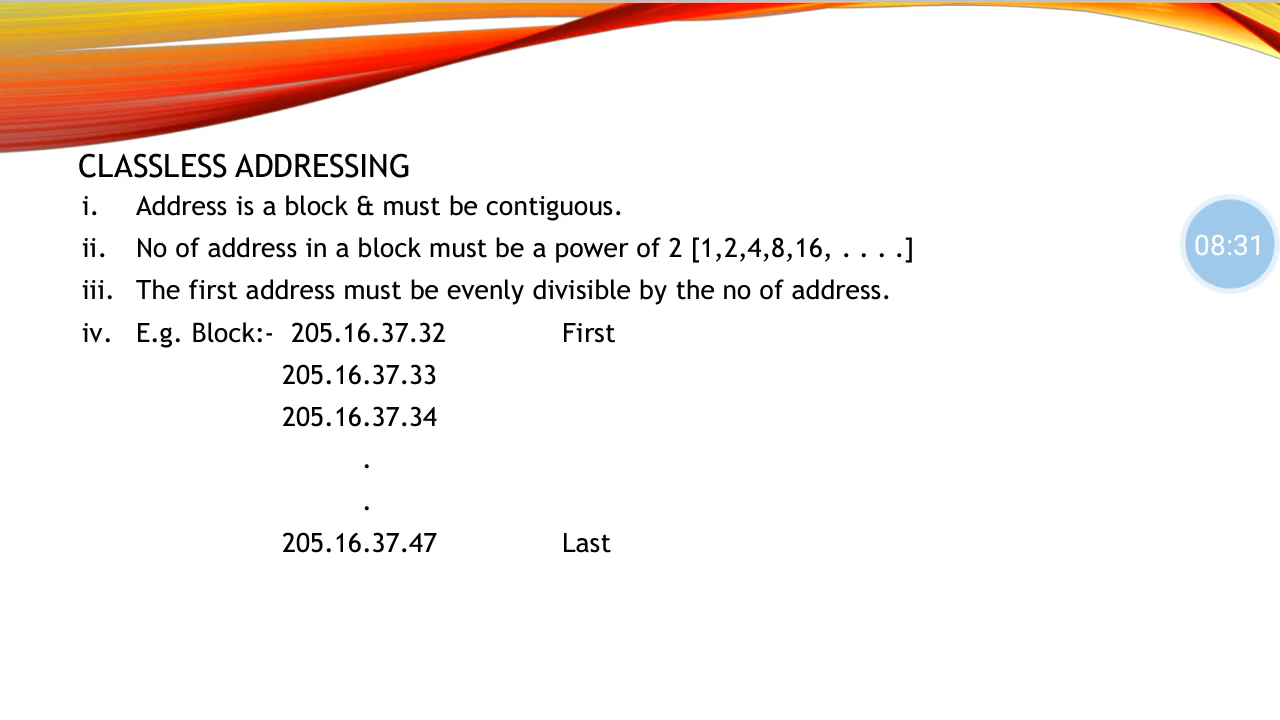 CLASSLESS ADDRESSING
i. Address is a block & must be contiguous.
ii. No of address in a block must be a power of 2 [1,2,4,8,16, . . . .]
08:31
iii. The first address must be evenly divisible by the no of address.
iv. E.g. Block:- 205.16.37.32 First
205.16.37.33
205.16.37.34
.
.
205.16.37.47 Last